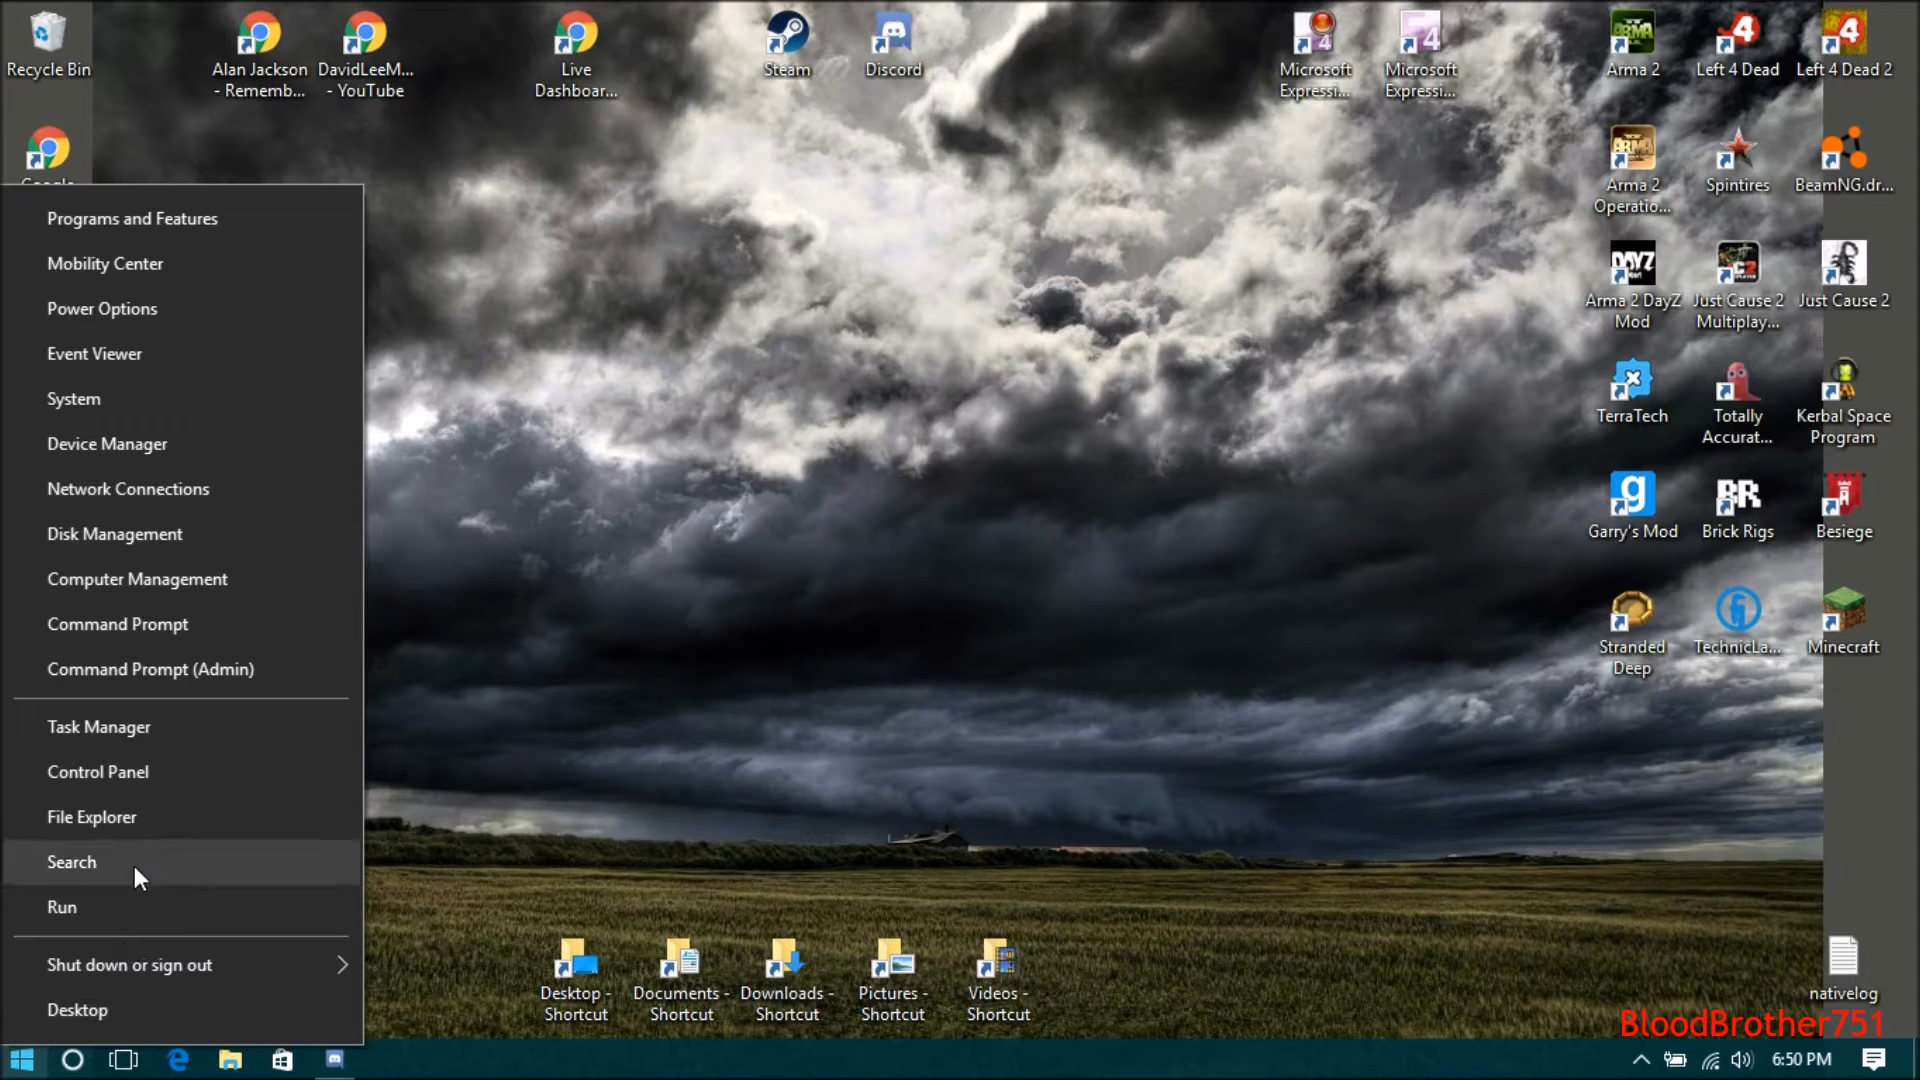 Recycle Bin
Alan Jackson
- Rememb...
DavidLeeM...
- YouTube
Live
Dashboar...
Steam
Discord
Microsoft
Expressi...
Microsoft
Expressi...
Arma 2
Left 4 Dead
Left 4 Dead 2
Google
Arma 2
Operatio...
Spintires
BeamNG.dr...
Arma 2 DayZ
Mod
Just Cause 2
Multiplay...
Just Cause 2
TerraTech
Totally
Accurat...
Kerbal Space
Program
Garry's Mod
Brick Rigs
Besiege
Stranded
Deep
TechnicLa...
Minecraft
Programs and Features
Mobility Center
Power Options
Event Viewer
System
Device Manager
Network Connections
Disk Management
Computer Management
Command Prompt
Command Prompt (Admin)
Task Manager
Control Panel
File Explorer
Search
Run
Shut down or sign out
Desktop
Desktop -
Shortcut
Documents -
Shortcut
Downloads -
Shortcut
Pictures -
Shortcut
Videos -
Shortcut
nativelog
BloodBrother751
6:50 PM